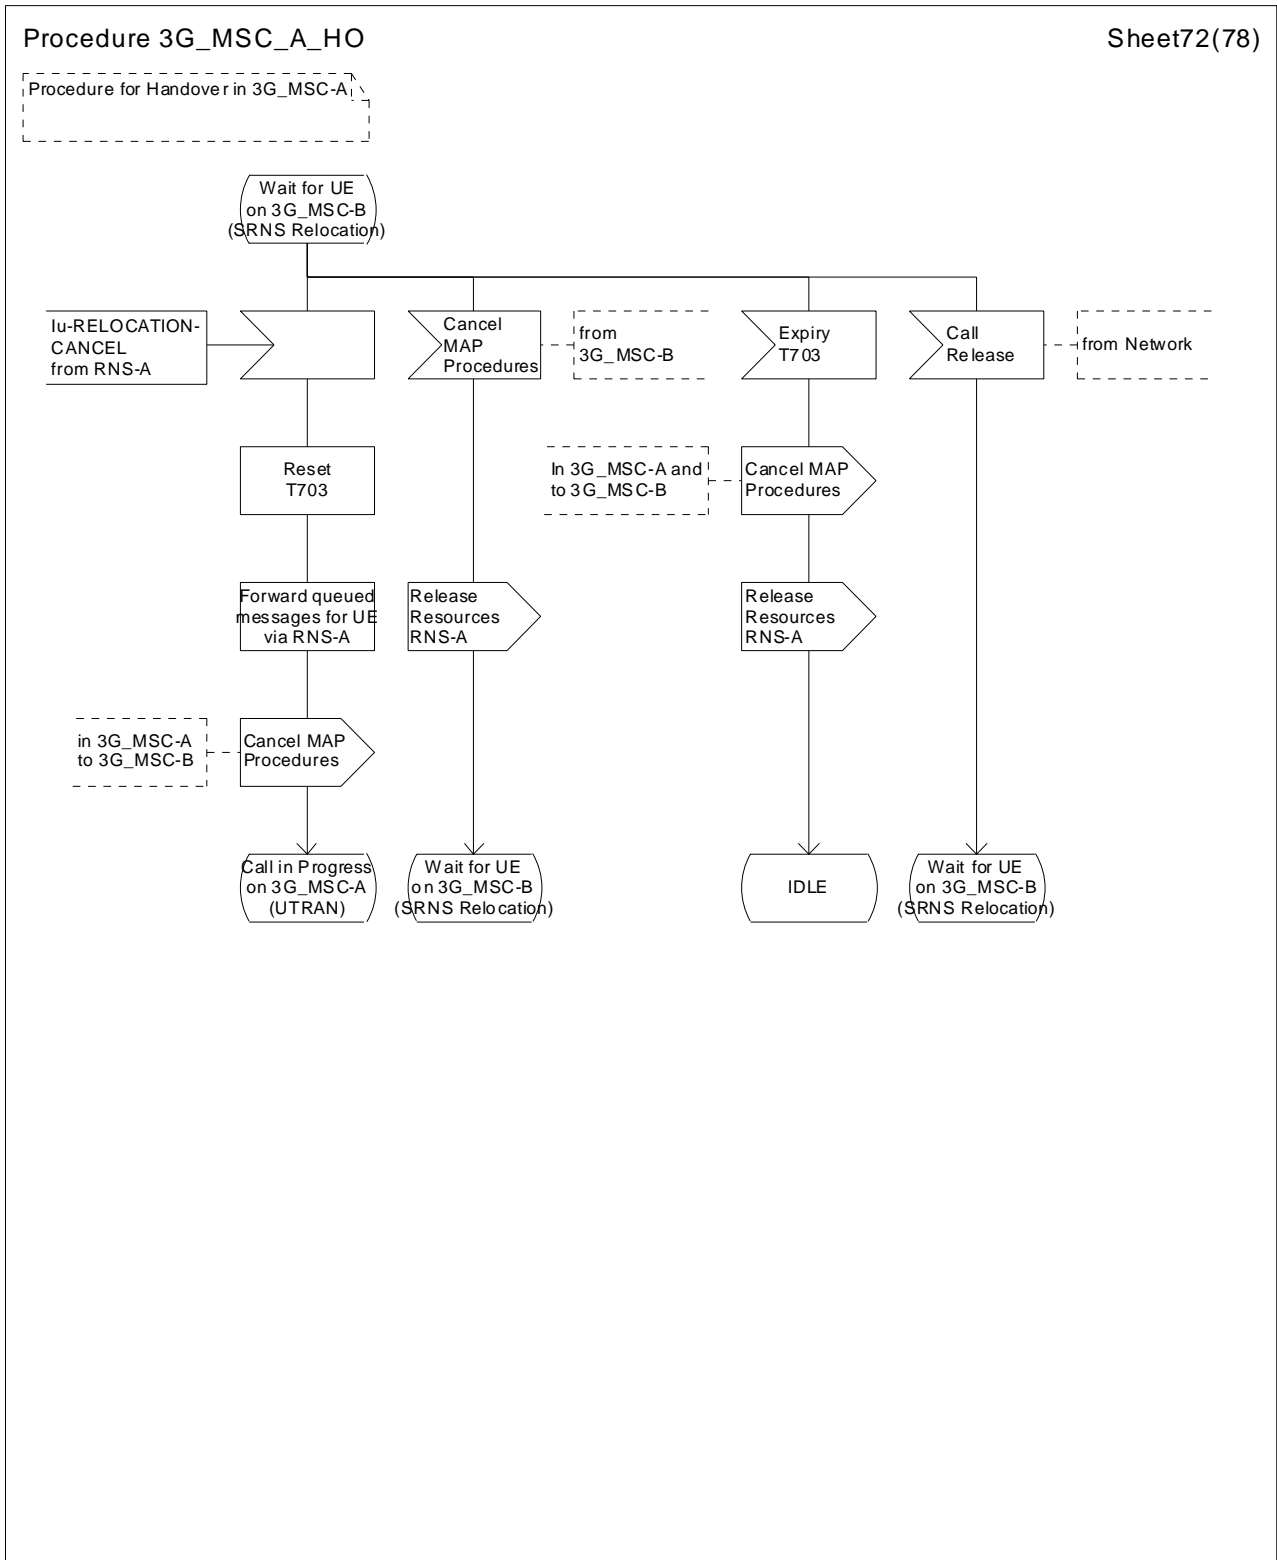 Procedure 3G_MSC_A_HO
Sheet72(78)
Procedure for Handover in 3G_MSC-A
Wait for UE
on 3G_MSC-B
(SRNS Relocation)
Iu-RELOCATION-
CANCEL
from RNS-A
Cancel
MAP
Procedures
from
3G_MSC-B
Expiry
T703
Call
Release
from Network
Reset
T703
In 3G_MSC-A and
to 3G_MSC-B
Cancel MAP
Procedures
Forward queued
messages for UE
via RNS-A
Release
Resources
RNS-A
Release
Resources
RNS-A
in 3G_MSC-A
to 3G_MSC-B
Cancel MAP
Procedures
Call in Progress
on 3G_MSC-A
(UTRAN)
Wait for UE
on 3G_MSC-B
(SRNS Relocation)
IDLE
Wait for UE
on 3G_MSC-B
(SRNS Relocation)